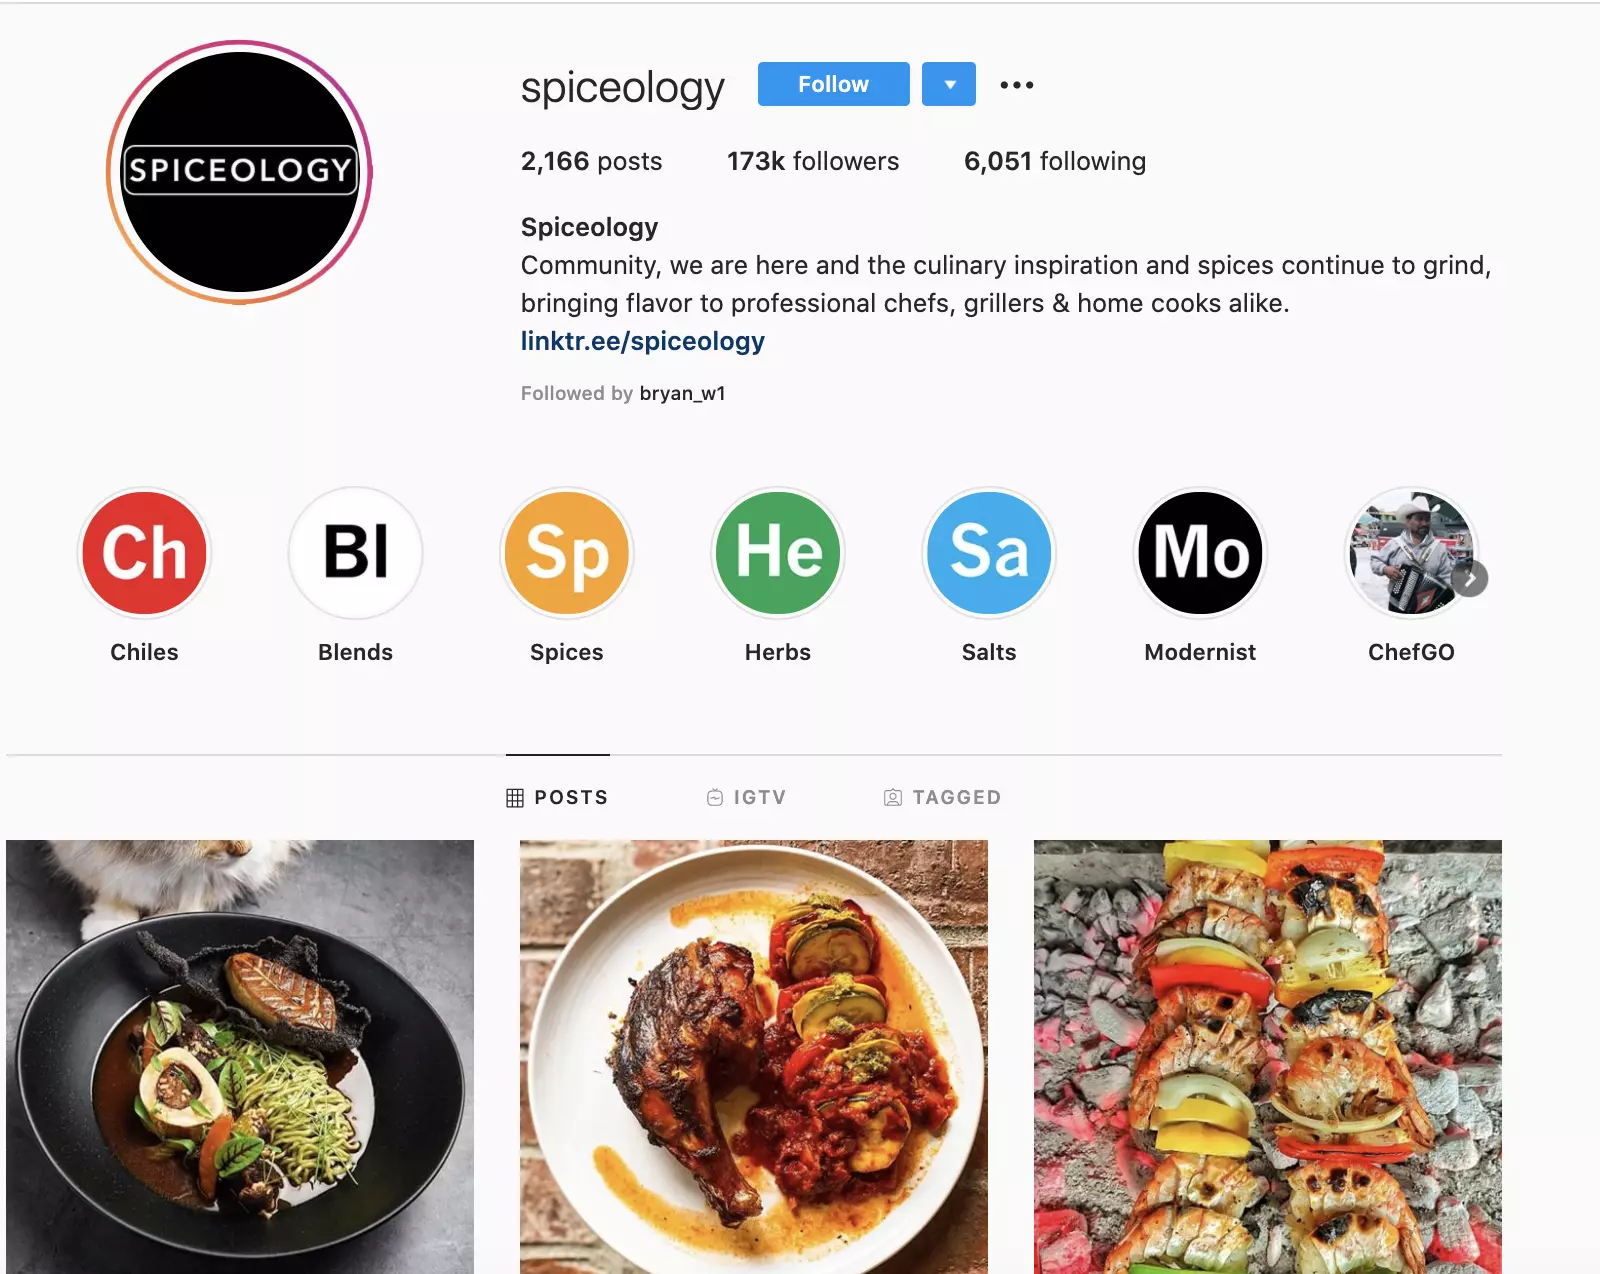 SPICEOLOGY
spiceology Follow
2,166 posts 173k followers 6,051 following
Spiceology
Community, we are here and the culinary inspiration and spices continue to grind,
bringing flavor to professional chefs, grillers & home cooks alike.
linktr.ee/spiceology
Followed by bryan_w1
Ch Bl Sp He Sa Mo
Chiles Blends Spices Herbs Salts Modernist ChefGO
POSTS IGTV TAGGED